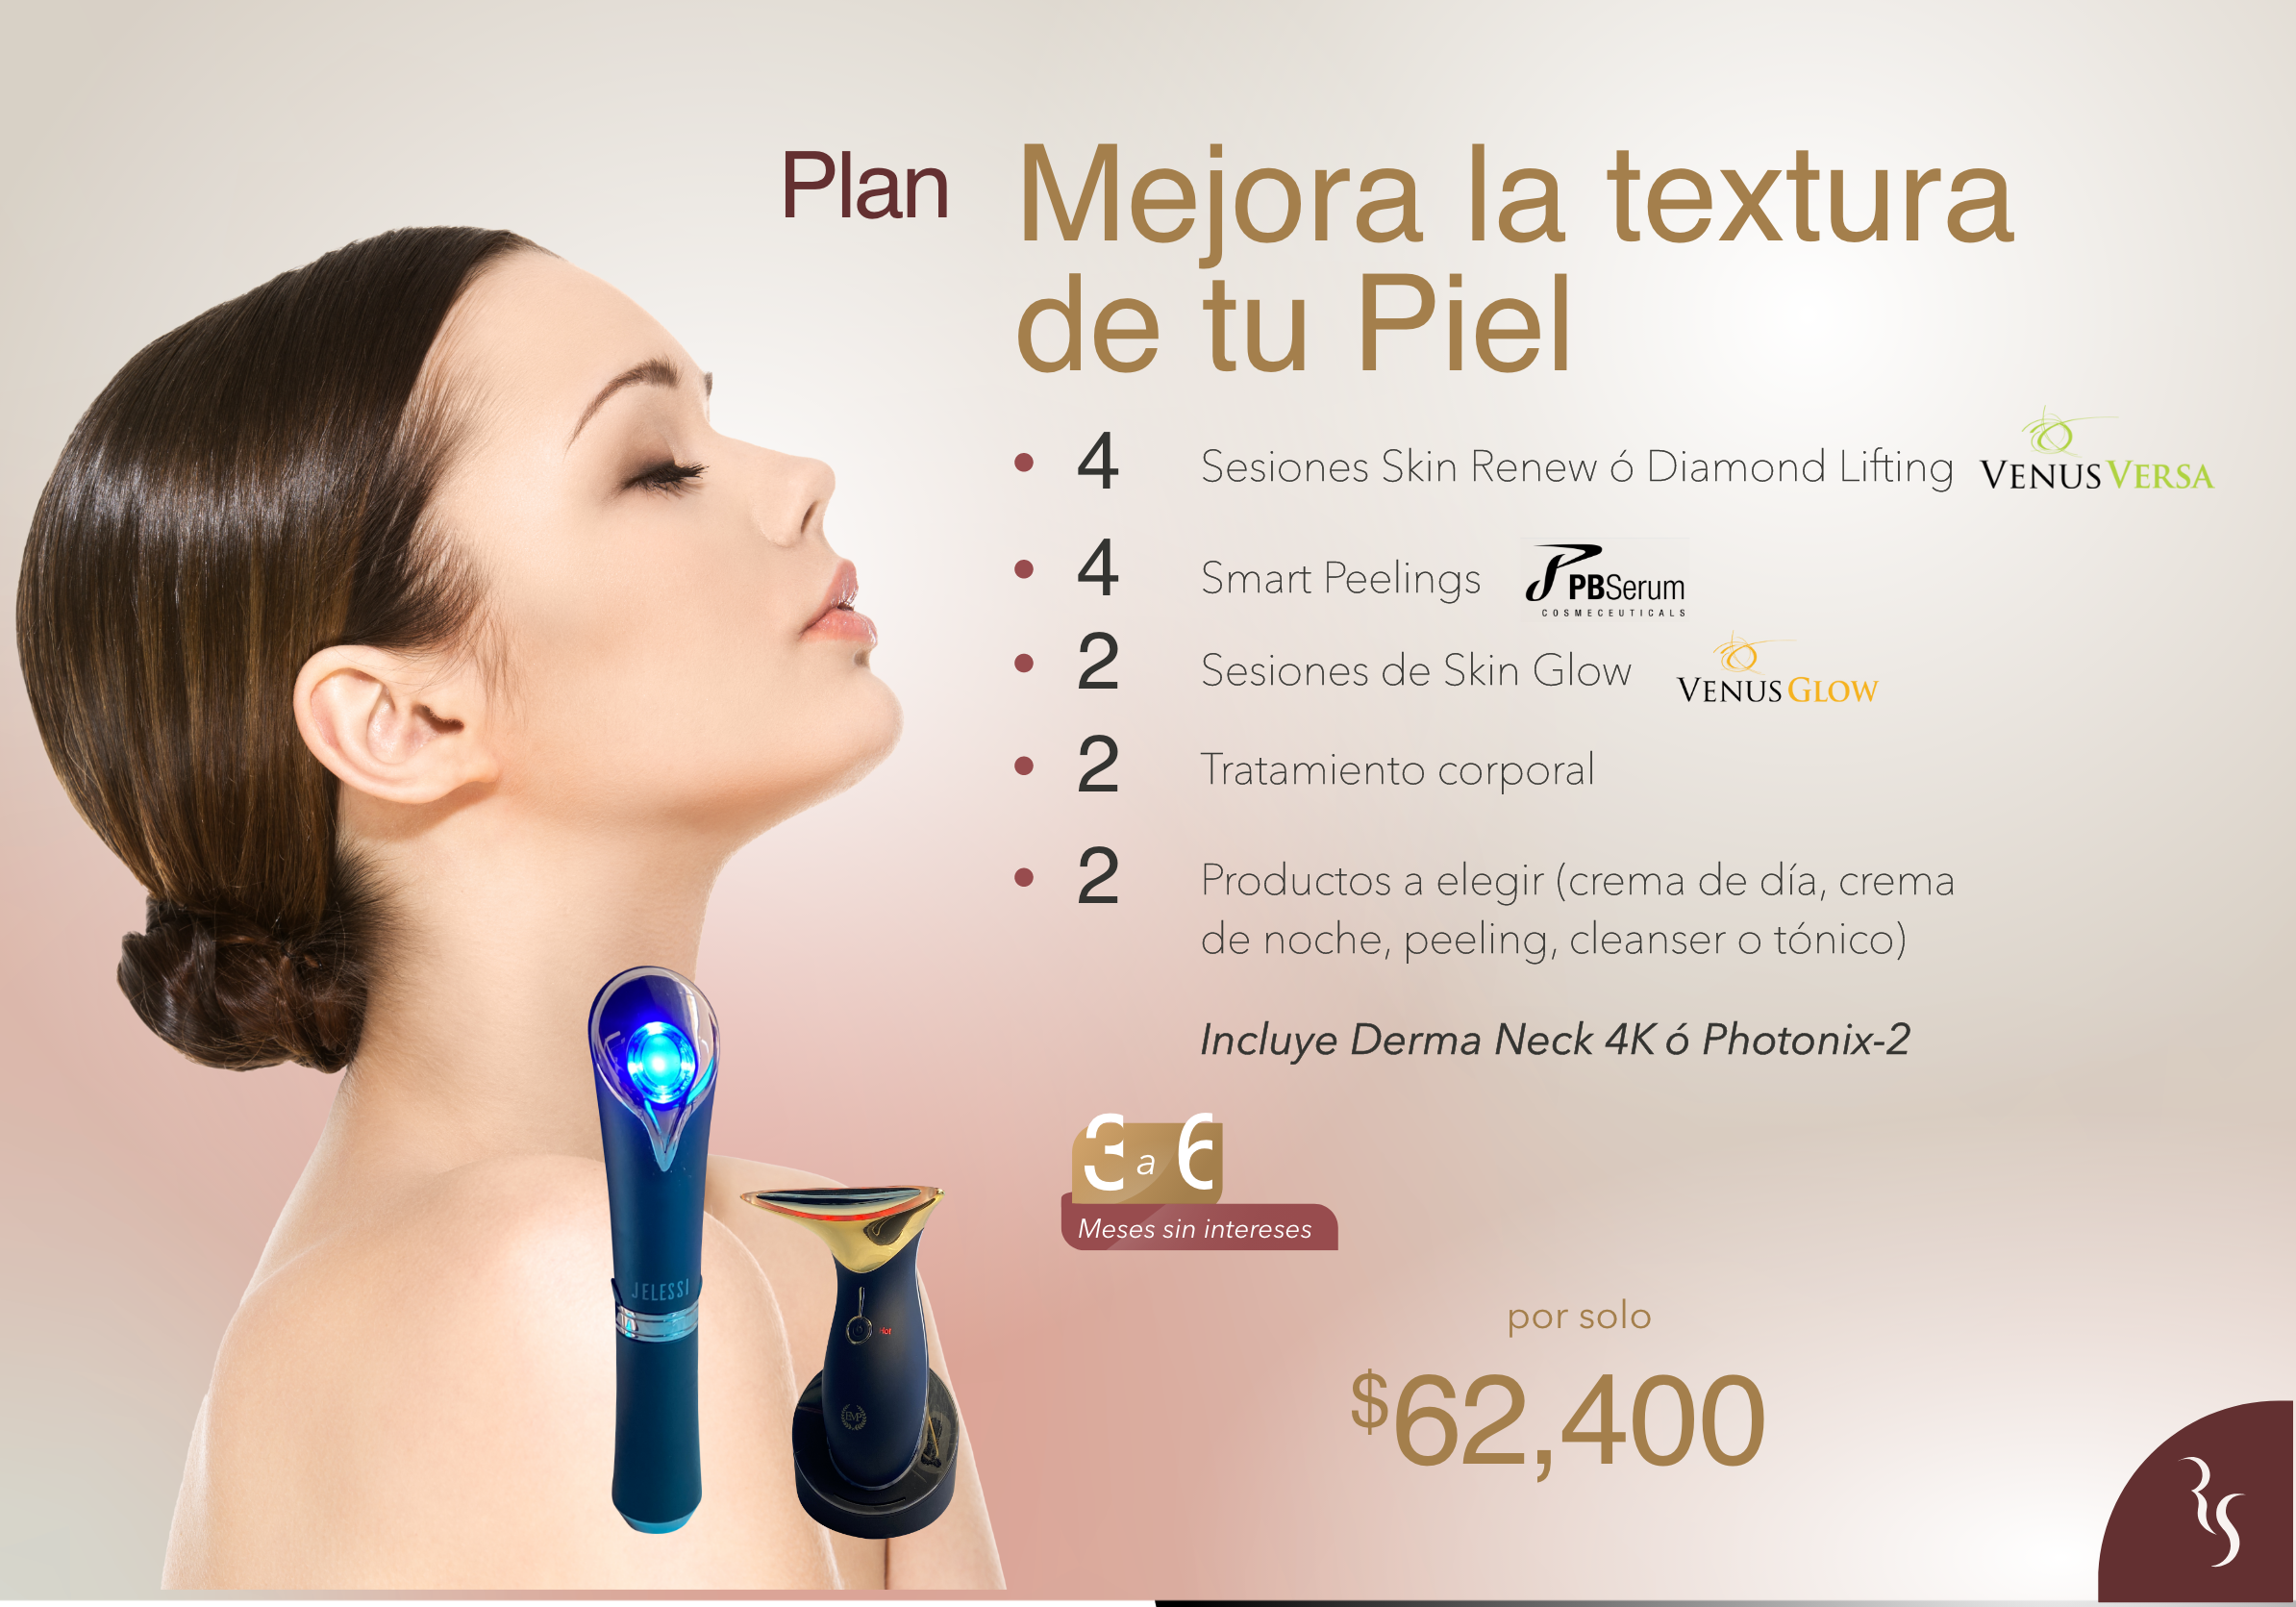 Plan
Mejora la textura
de tu Piel
• 4 Sesiones Skin Renew ó Diamond Lifting VENUS VERSA
• 4 Smart Peelings PBSerum
COSMECEUTICALS
• 2 Sesiones de Skin Glow VENUS GLOW
• 2 Tratamiento corporal
• 2 Productos a elegir (crema de día, crema
de noche, peeling, cleanser o tónico)
Incluye Derma Neck 4K ó Photonix-2
3 a 6
Meses sin intereses
JELESSI
Hot
EMP
por solo
$62,400
RS